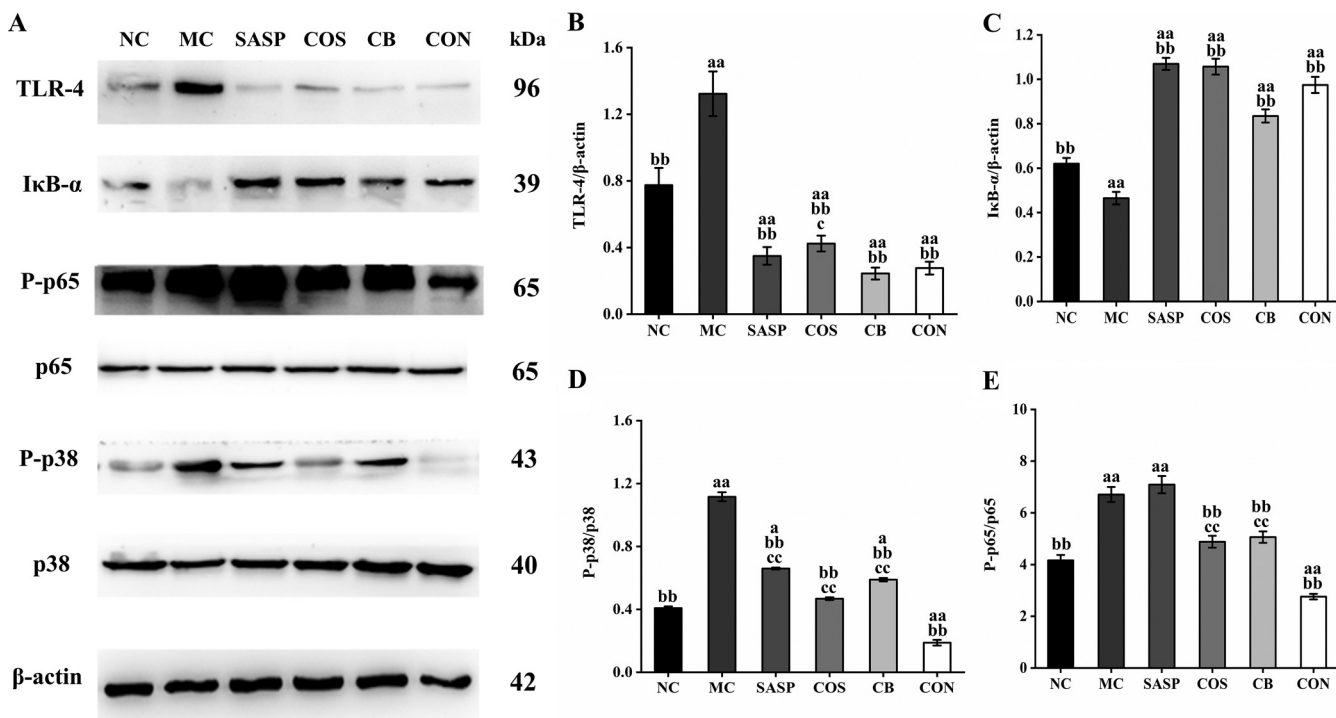 A
NC MC SASP COS CB CON kDa
TLR-4 96
IκB-α 39
P-p65 65
p65 65
P-p38 43
p38 40
β-actin 42
B
TLR-4/β-actin
1.6
1.2
0.8
0.4
0.0
bb
aa
aa
bb
aa
bb
c
aa
bb
aa
bb
NC MC SASP COS CB CON
C
IκB-α/β-actin
1.2
1.0
0.8
0.6
0.4
0.2
0.0
bb
aa
aa
bb
aa
bb
aa
bb
aa
bb
NC MC SASP COS CB CON
D
P-p38/p38
1.6
1.2
0.8
0.4
0.0
bb
aa
a
bb
cc
bb
cc
a
bb
cc
aa
bb
NC MC SASP COS CB CON
E
P-p65/p65
10
8
6
4
2
0
bb
aa
aa
bb
cc
bb
cc
aa
bb
NC MC SASP COS CB CON